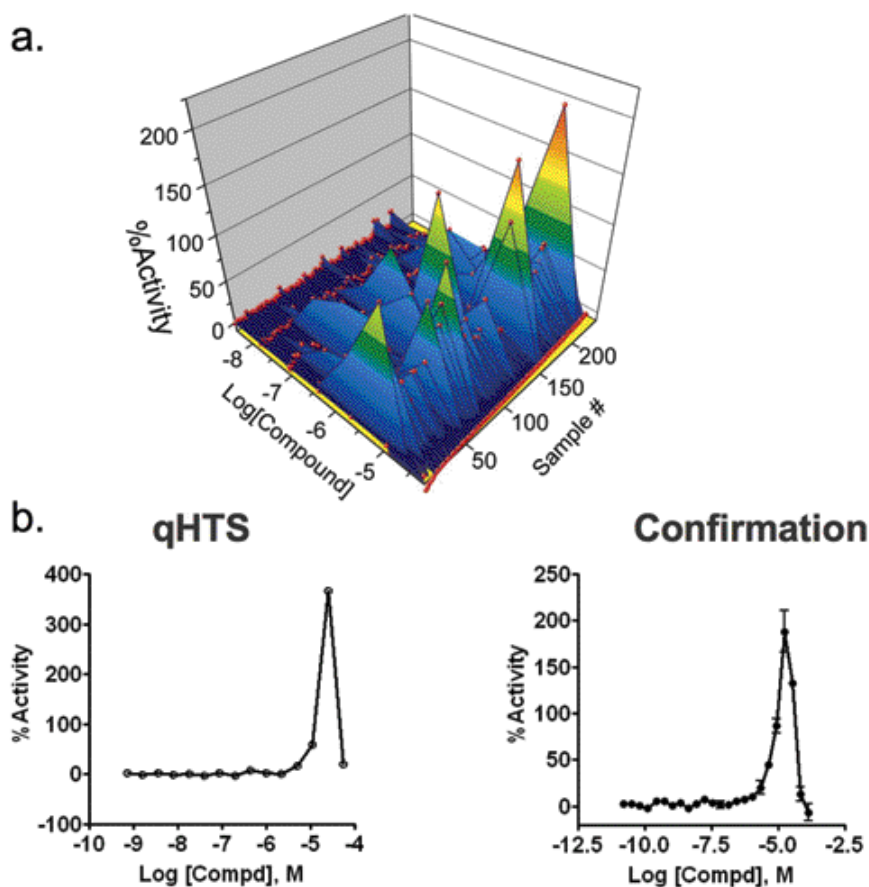 a.
200
150
100
50
0
%Activity
-8
-7
-6
-5
Log[Compound]
50
100
150
200
Sample #
b.
qHTS
Confirmation
400
300
200
100
0
-100
%Activity
-10 -9 -8 -7 -6 -5 -4
Log [Compd], M
250
200
150
100
50
0
%Activity
-12.5 -10.0 -7.5 -5.0 -2.5
Log [Compd], M